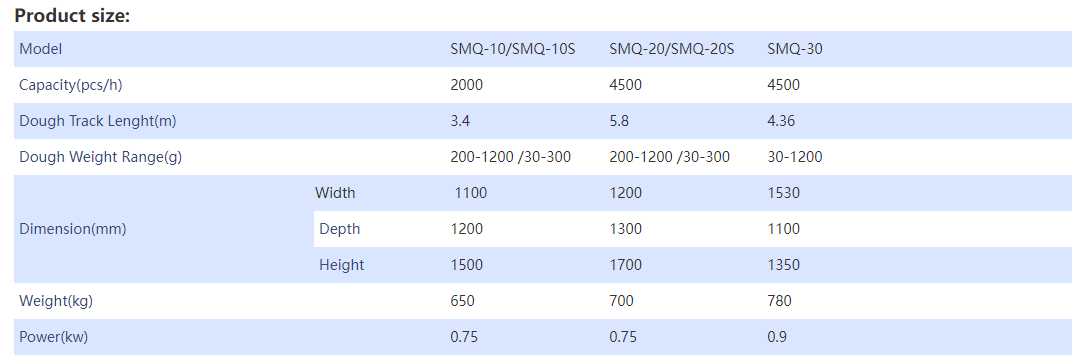 Product size:
Model SMQ-10/SMQ-10S SMQ-20/SMQ-20S SMQ-30
Capacity(pcs/h) 2000 4500 4500
Dough Track Lenght(m) 3.4 5.8 4.36
Dough Weight Range(g) 200-1200 /30-300 200-1200 /30-300 30-1200
Width 1100 1200 1530
Dimension(mm) Depth 1200 1300 1100
Height 1500 1700 1350
Weight(kg) 650 700 780
Power(kw) 0.75 0.75 0.9